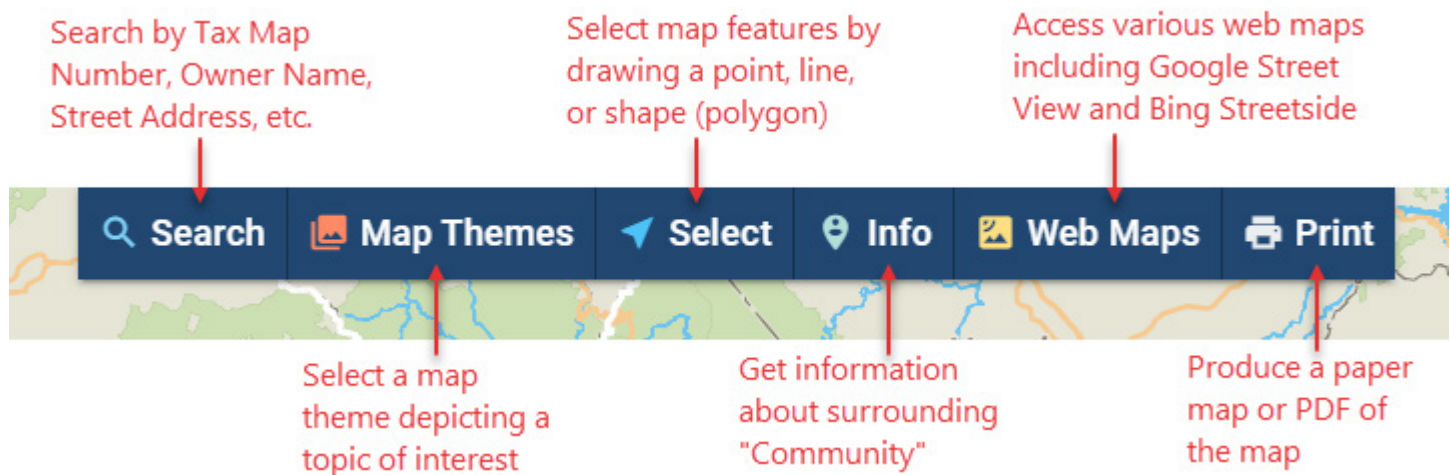 Search by Tax Map
Number, Owner Name,
Street Address, etc.
Select map features by
drawing a point, line,
or shape (polygon)
Access various web maps
including Google Street
View and Bing Streetside
Search
Map Themes
Select
Info
Web Maps
Print
Select a map
theme depicting a
topic of interest
Get information
about surrounding
"Community"
Produce a paper
map or PDF of
the map